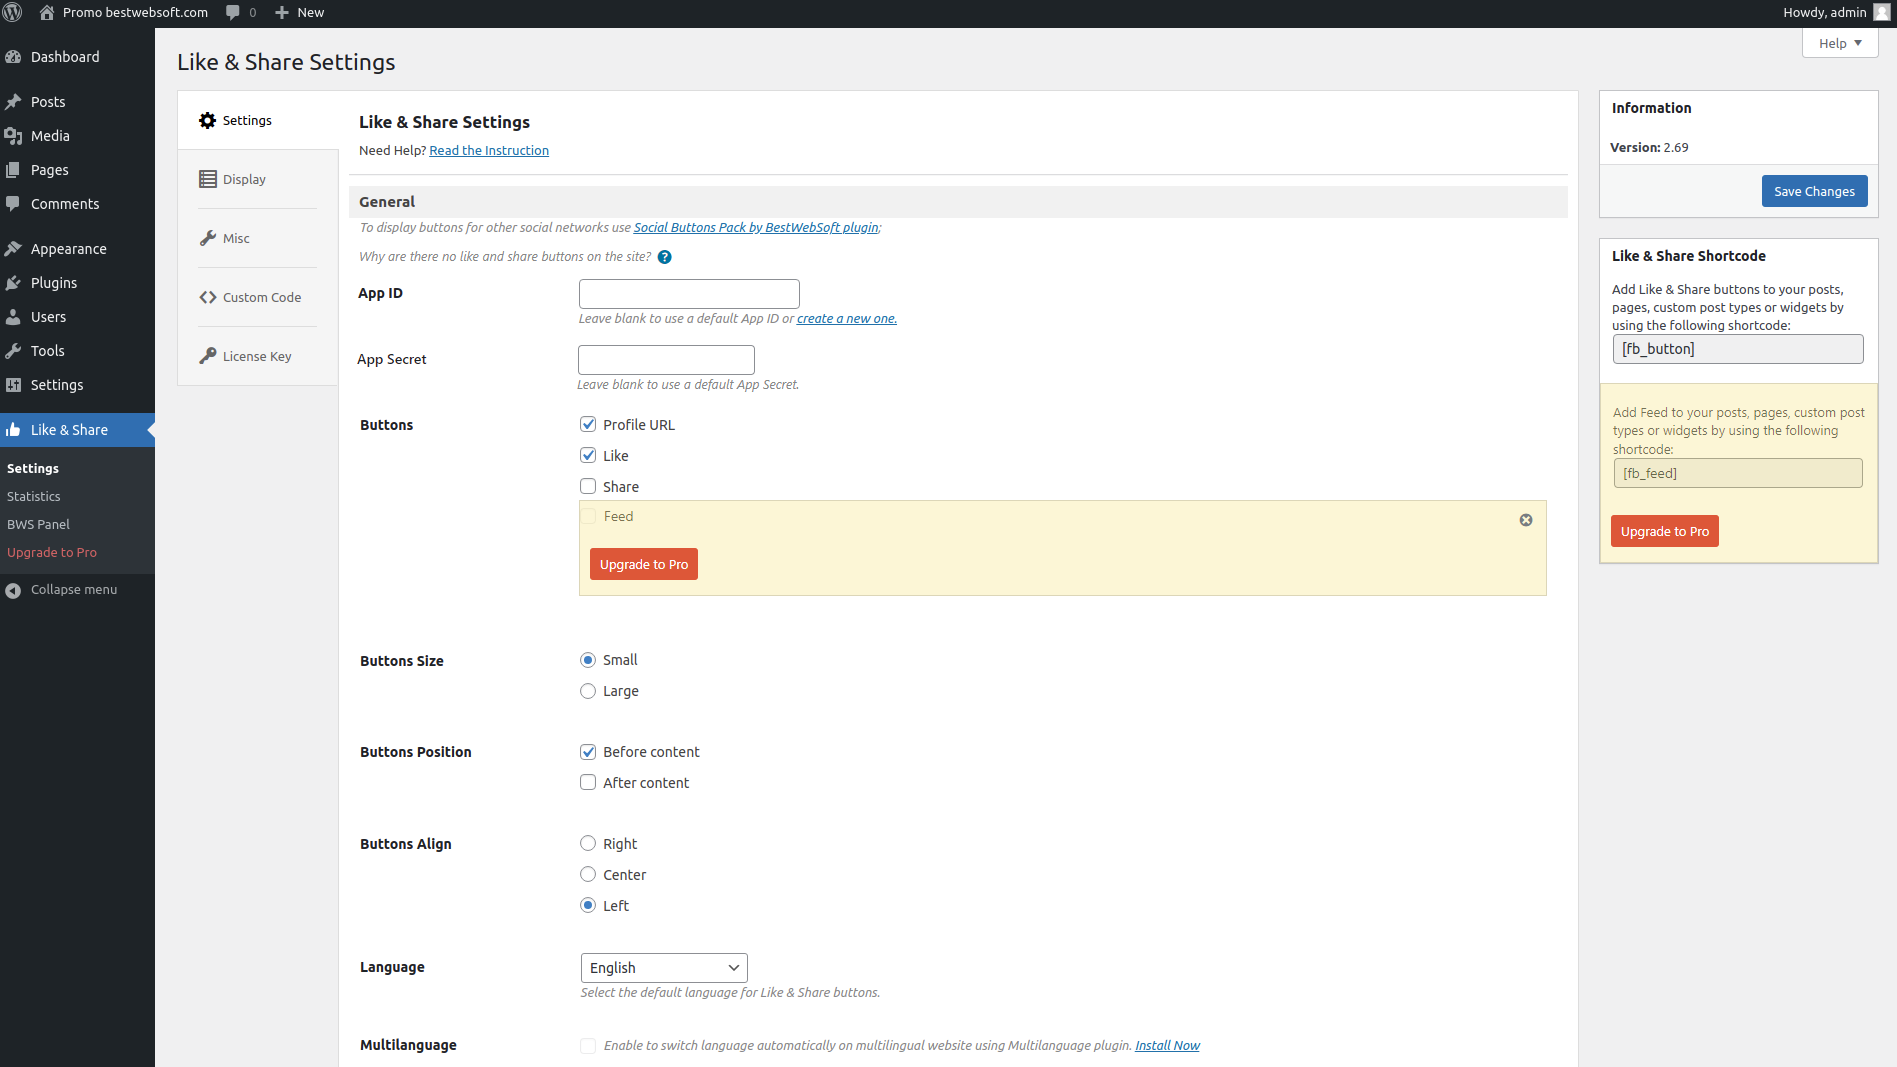 Promo bestwebsoft.com 0 New Howdy, admin
Help
Dashboard
Posts
Media
Pages
Comments
Appearance
Plugins
Users
Tools
Settings
Like & Share
Settings
Statistics
BWS Panel
Upgrade to Pro
Collapse menu
Like & Share Settings
Settings
Display
Misc
Custom Code
License Key
Like & Share Settings
Need Help? Read the Instruction
General
To display buttons for other social networks use Social Buttons Pack by BestWebSoft plugin;
Why are there no like and share buttons on the site? ?
App ID
Leave blank to use a default App ID or create a new one.
App Secret
Leave blank to use a default App Secret.
Buttons
Profile URL
Like
Share
Feed
Upgrade to Pro
Buttons Size
Small
Large
Buttons Position
Before content
After content
Buttons Align
Right
Center
Left
Language
English
Select the default language for Like & Share buttons.
Multilanguage
Enable to switch language automatically on multilingual website using Multilanguage plugin. Install Now
Information
Version: 2.69
Save Changes
Like & Share Shortcode
Add Like & Share buttons to your posts,
pages, custom post types or widgets by
using the following shortcode:
[fb_button]
Add Feed to your posts, pages, custom post
types or widgets by using the following
shortcode:
[fb_feed]
Upgrade to Pro